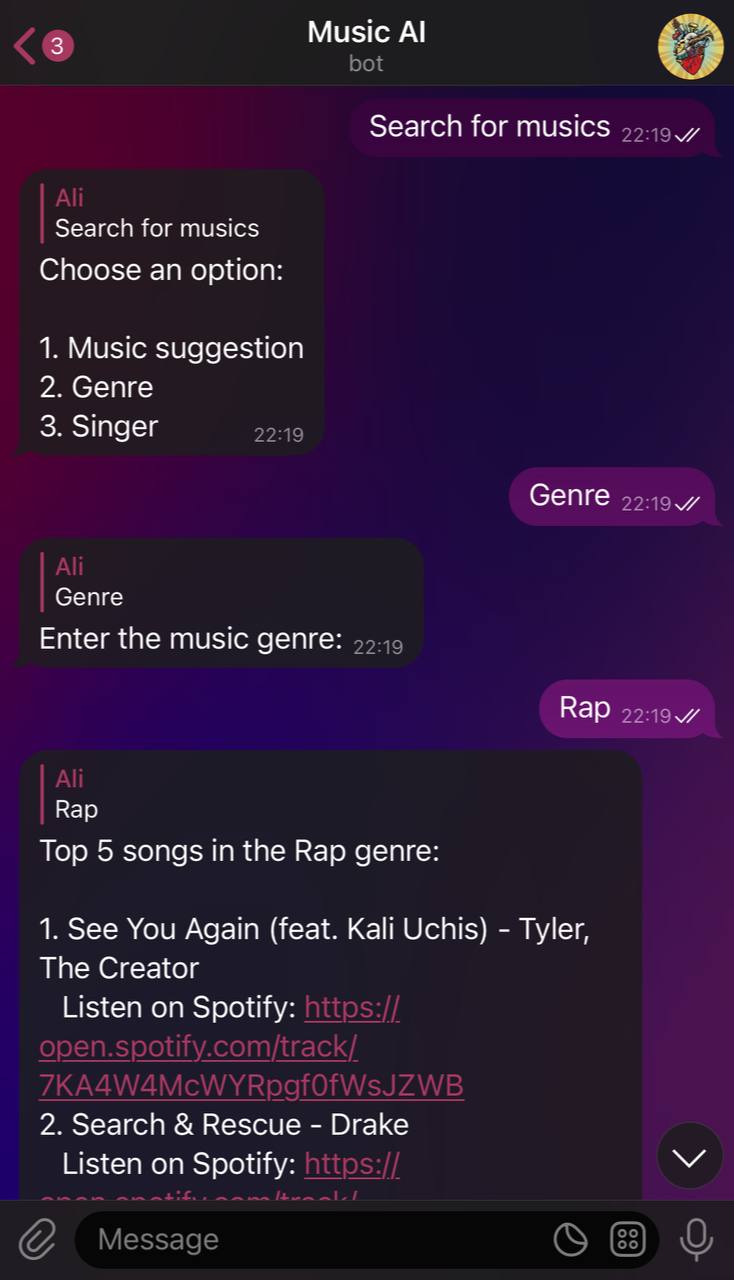 3
Music AI
bot
Search for musics 22:19
Ali
Search for musics
Choose an option:
1. Music suggestion
2. Genre
3. Singer 22:19
Genre 22:19
Ali
Genre
Enter the music genre: 22:19
Rap 22:19
Ali
Rap
Top 5 songs in the Rap genre:
1. See You Again (feat. Kali Uchis) - Tyler,
The Creator
Listen on Spotify: https://
open.spotify.com/track/
7KA4W4McWYRpgf0fWsJZWB
2. Search & Rescue - Drake
Listen on Spotify: https://
open.spotify.com/track/
Message